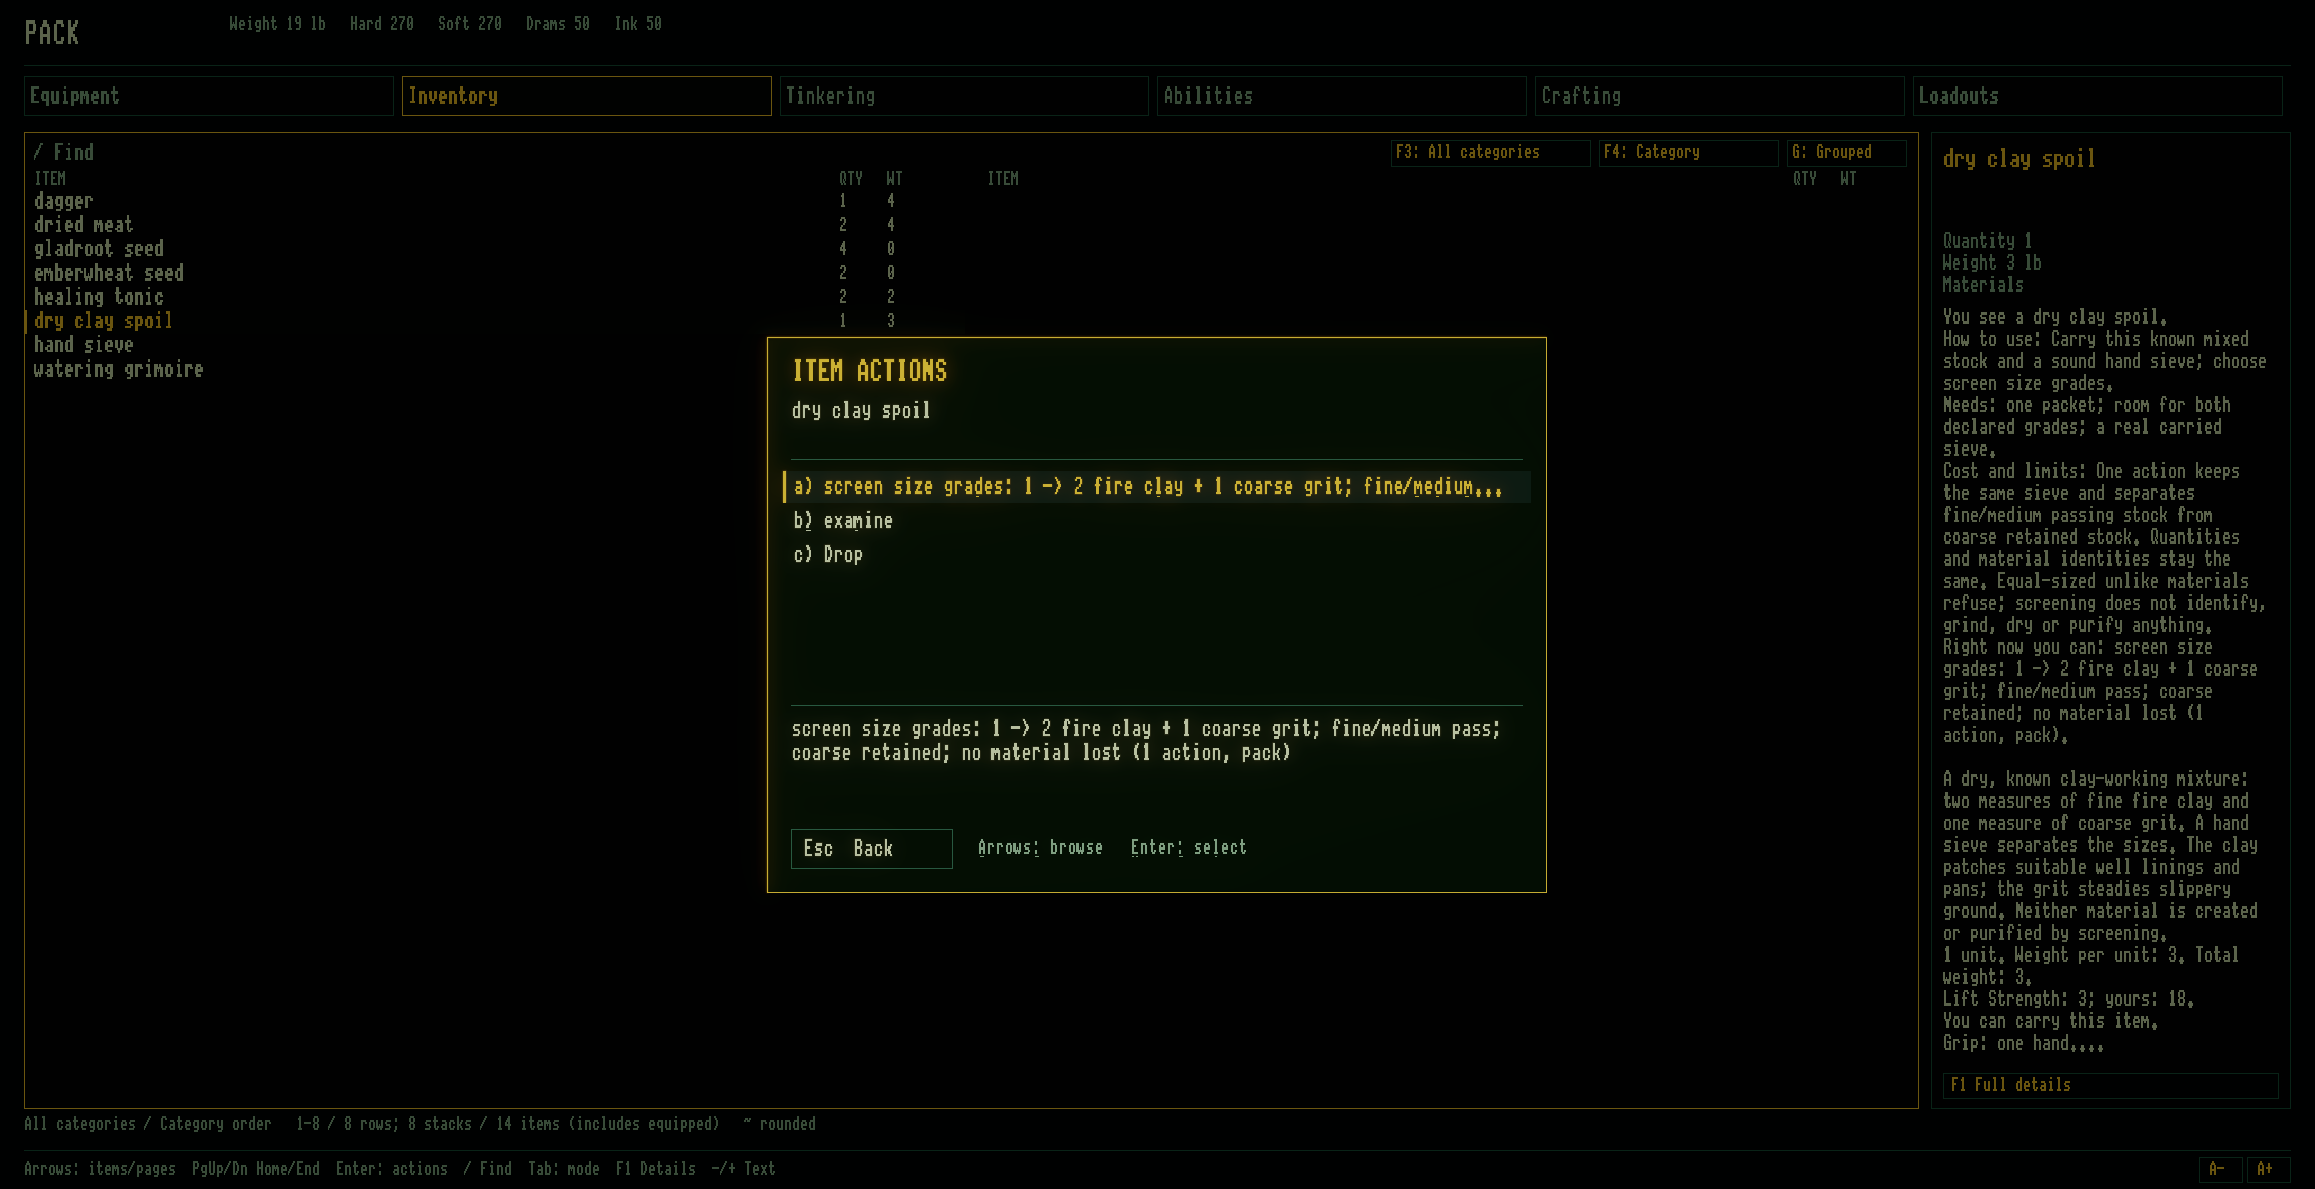 PACK
Weight 19 lb Hard 270 Soft 270 Drams 50 Ink 50
Equipment Inventory Tinkering Abilities Crafting Loadouts
/ Find F3: All categories F4: Category G: Grouped
ITEM QTY WT ITEM QTY WT
dagger 1 4
dried meat 2 4
gladroot seed 4 0
emberwheat seed 2 0
healing tonic 2 2
dry clay spoil 1 3
hand sieve
watering grimoire
ITEM ACTIONS
dry clay spoil
a) screen size grades: 1 -> 2 fire clay + 1 coarse grit; fine/medium...
b) examine
c) Drop
screen size grades: 1 -> 2 fire clay + 1 coarse grit; fine/medium pass;
coarse retained; no material lost (1 action, pack)
Esc Back Arrows: browse Enter: select
dry clay spoil
Quantity 1
Weight 3 lb
Materials
You see a dry clay spoil.
How to use: Carry this known mixed
stock and a sound hand sieve; choose
screen size grades.
Needs: one packet; room for both
declared grades; a real carried
sieve.
Cost and limits: One action keeps
the same sieve and separates
fine/medium passing stock from
coarse retained stock. Quantities
and material identities stay the
same. Equal-sized unlike materials
refuse; screening does not identify,
grind, dry or purify anything.
Right now you can: screen size
grades: 1 -> 2 fire clay + 1 coarse
grit; fine/medium pass; coarse
retained; no material lost (1
action, pack).
A dry, known clay-working mixture:
two measures of fine fire clay and
one measure of coarse grit. A hand
sieve separates the sizes. The clay
patches suitable well linings and
pans; the grit steadies slippery
ground. Neither material is created
or purified by screening.
1 unit. Weight per unit: 3. Total
weight: 3.
Lift Strength: 3; yours: 18.
You can carry this item.
Grip: one hand....
F1 Full details
All categories / Category order 1-8 / 8 rows; 8 stacks / 14 items (includes equipped) ~ rounded
Arrows: items/pages PgUp/Dn Home/End Enter: actions / Find Tab: mode F1 Details -/+ Text A- A+